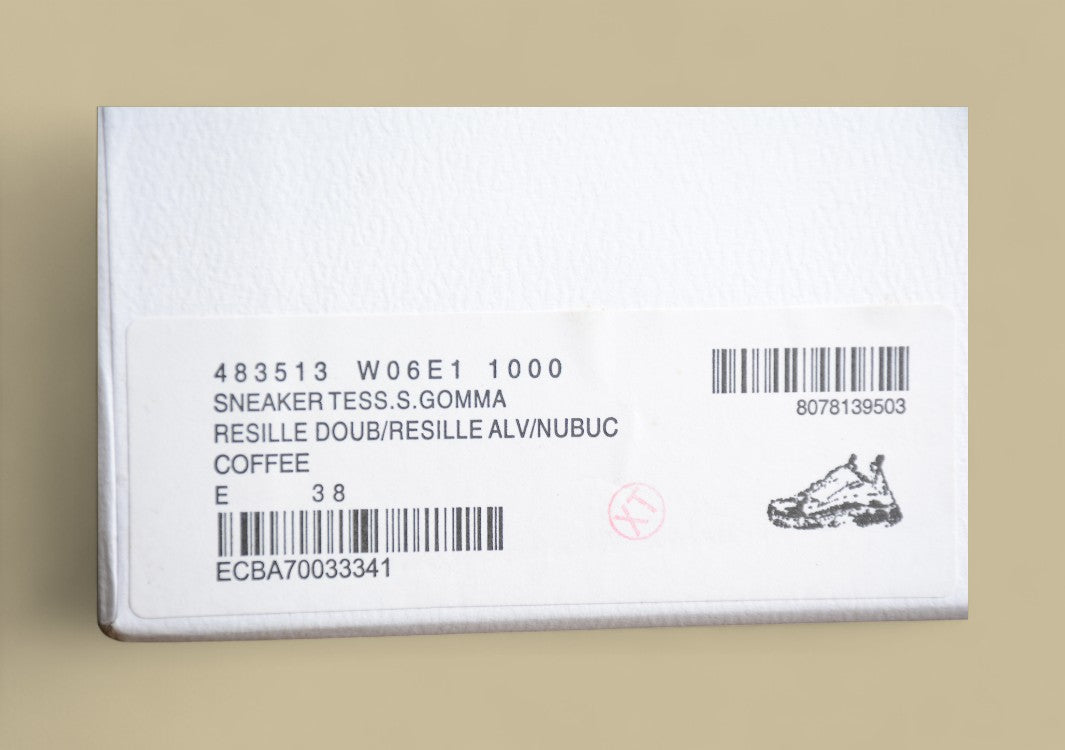 483513 W06E1 1000
SNEAKER TESS.S.GOMMA
RESILLE DOUB/RESILLE ALV/NUBUC
COFFEE
E 38
ECBA70033341
8078139503
XT